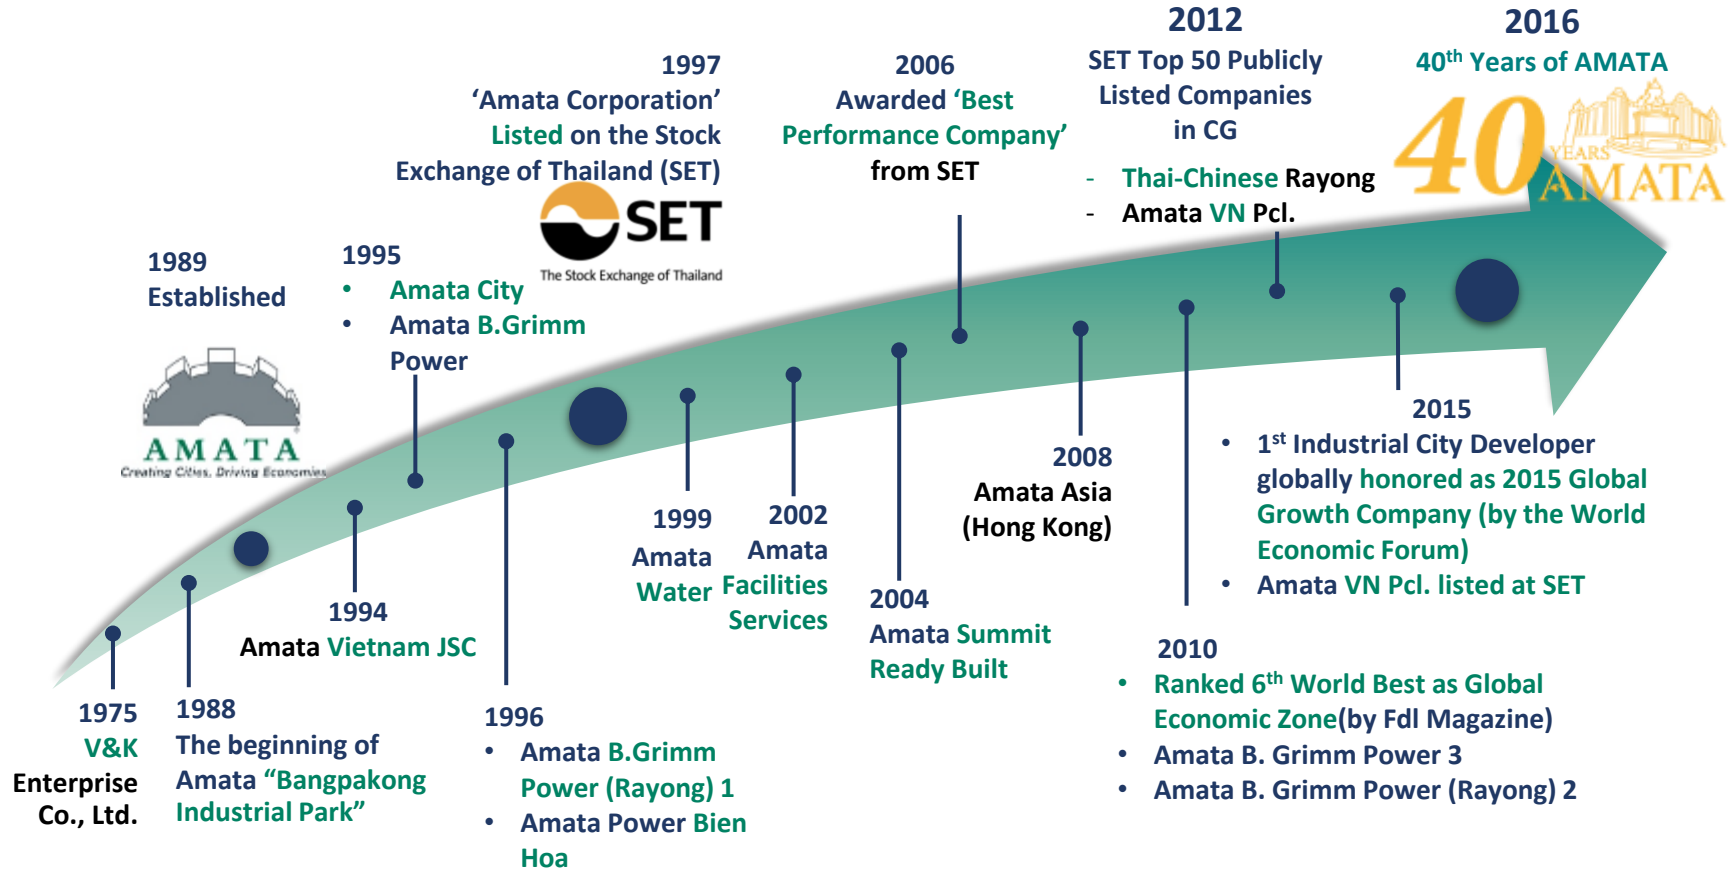 1975
V&K
Enterprise
Co., Ltd.
1988
The beginning of
Amata “Bangpakong
Industrial Park”
1989
Established
AMATA
Creating Cities, Driving Economies
1994
Amata Vietnam JSC
1995
• Amata City
• Amata B.Grimm
Power
1996
• Amata B.Grimm
Power (Rayong) 1
• Amata Power Bien
Hoa
1997
‘Amata Corporation’
Listed on the Stock
Exchange of Thailand (SET)
SET
The Stock Exchange of Thailand
1999
Amata
Water
2002
Amata
Facilities
Services
2004
Amata Summit
Ready Built
2006
Awarded ‘Best
Performance Company’
from SET
2008
Amata Asia
(Hong Kong)
2010
• Ranked 6th World Best as Global
Economic Zone(by Fdl Magazine)
• Amata B. Grimm Power 3
• Amata B. Grimm Power (Rayong) 2
2012
SET Top 50 Publicly
Listed Companies
in CG
- Thai-Chinese Rayong
- Amata VN Pcl.
2015
• 1st Industrial City Developer
globally honored as 2015 Global
Growth Company (by the World
Economic Forum)
• Amata VN Pcl. listed at SET
2016
40th Years of AMATA
40
YEARS
AMATA